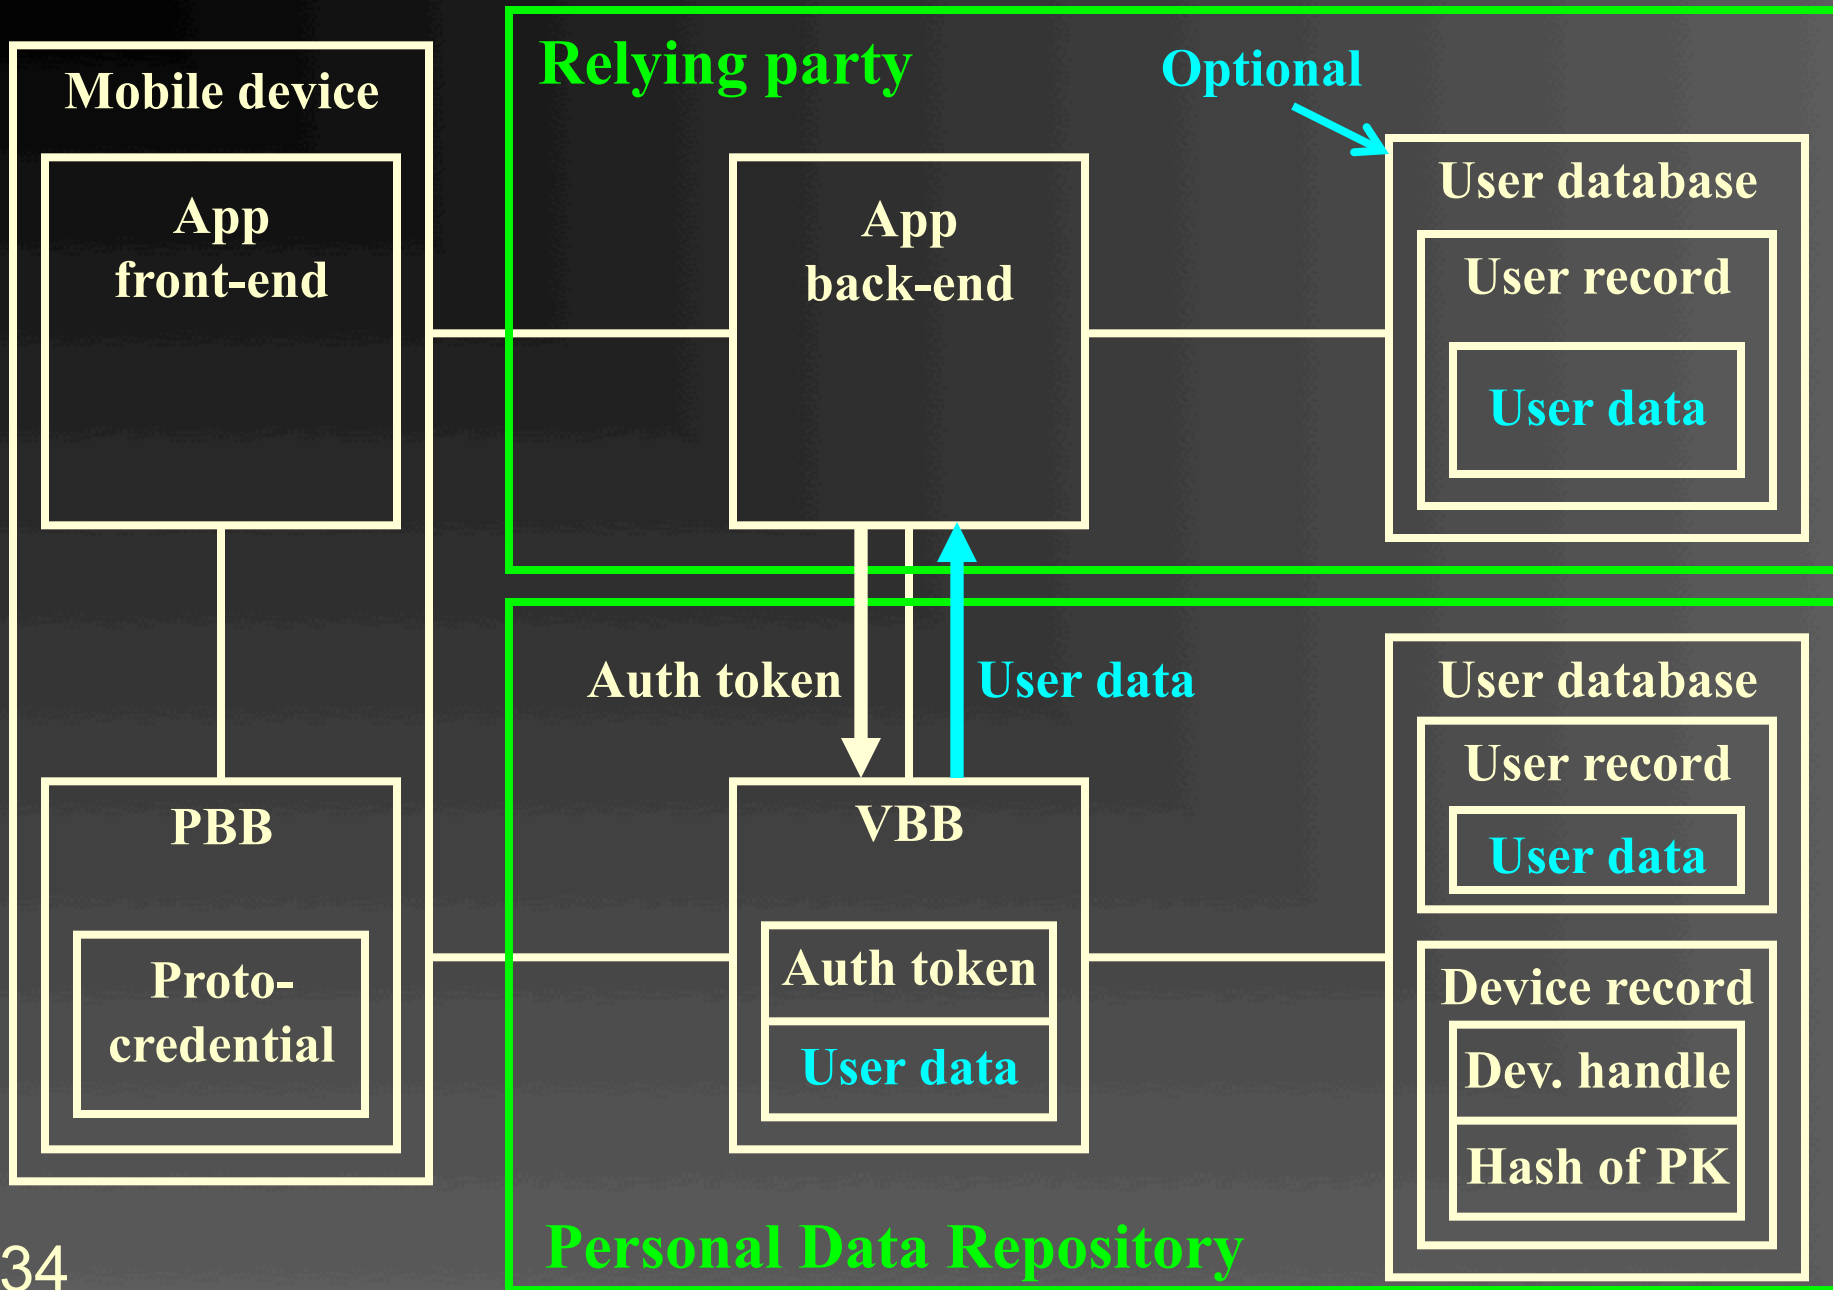 Mobile device
App
front-end
PBB
Proto-
credential
Relying party
Optional
App
back-end
User database
User record
User data
Auth token
User data
VBB
Auth token
User data
User database
User record
User data
Device record
Dev. handle
Hash of PK
Personal Data Repository
34